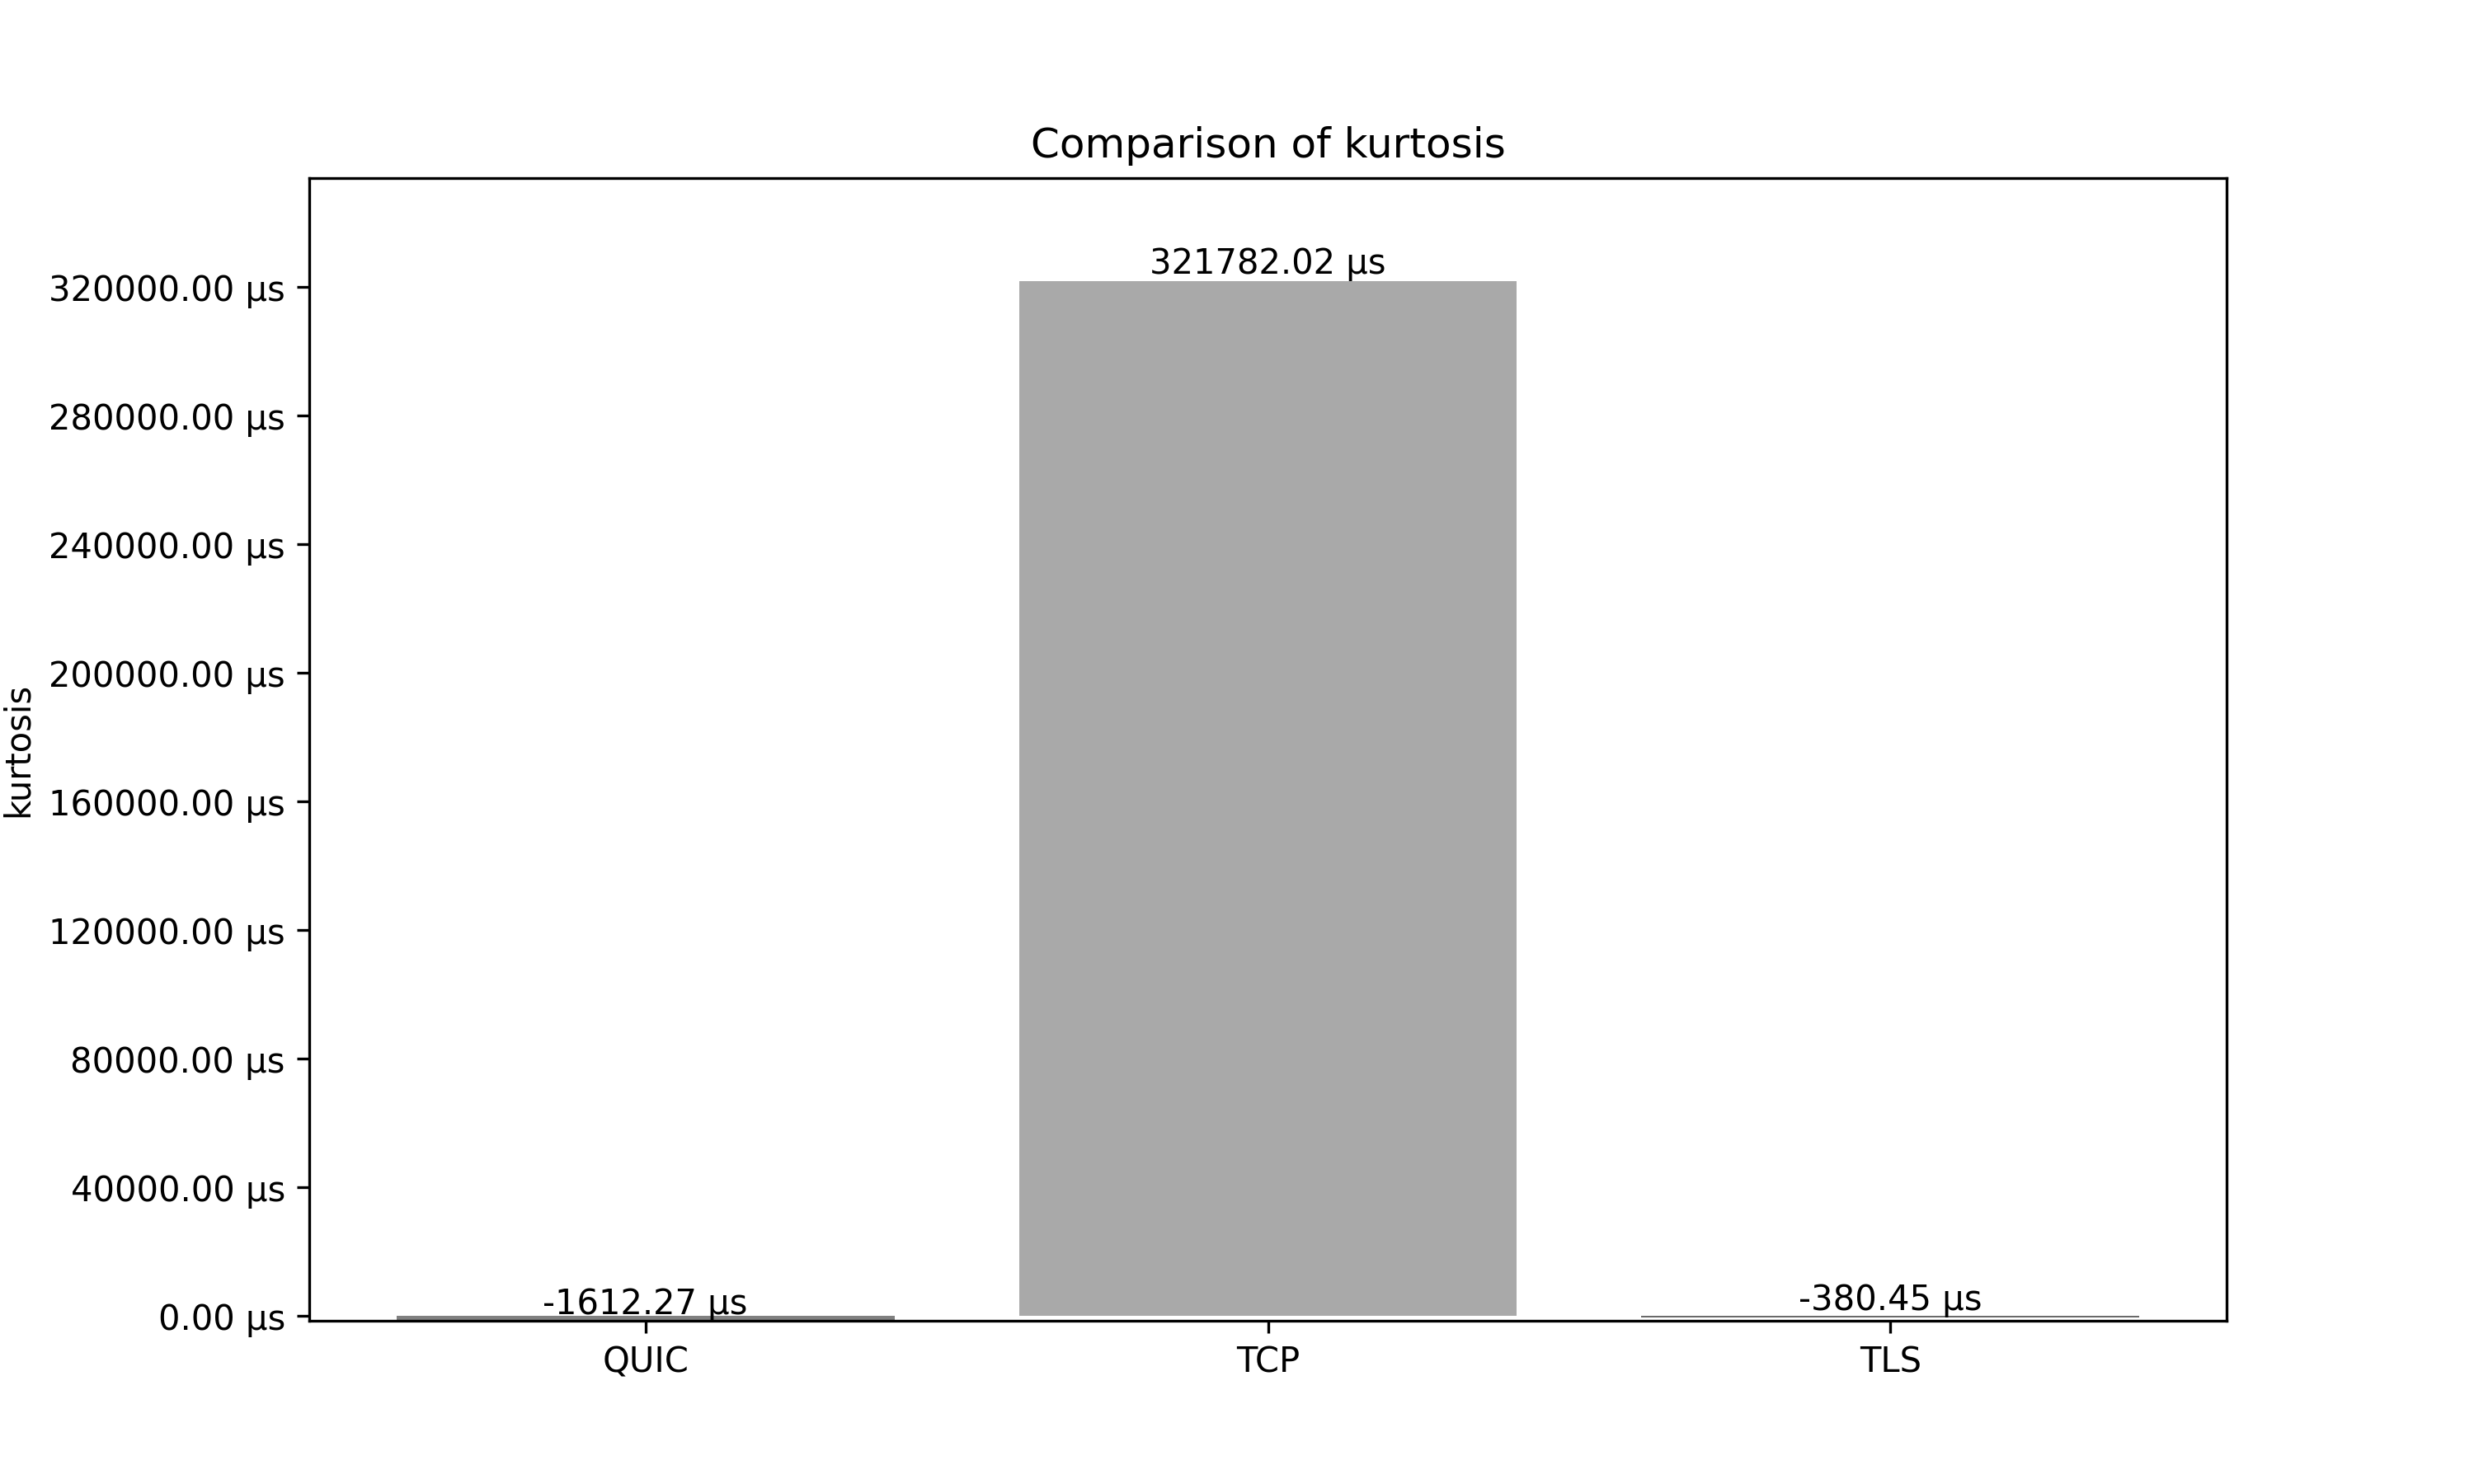 Comparison of kurtosis
kurtosis
320000.00 µs
280000.00 µs
240000.00 µs
200000.00 µs
160000.00 µs
120000.00 µs
80000.00 µs
40000.00 µs
0.00 µs
-1612.27 µs
321782.02 µs
-380.45 µs
QUIC
TCP
TLS